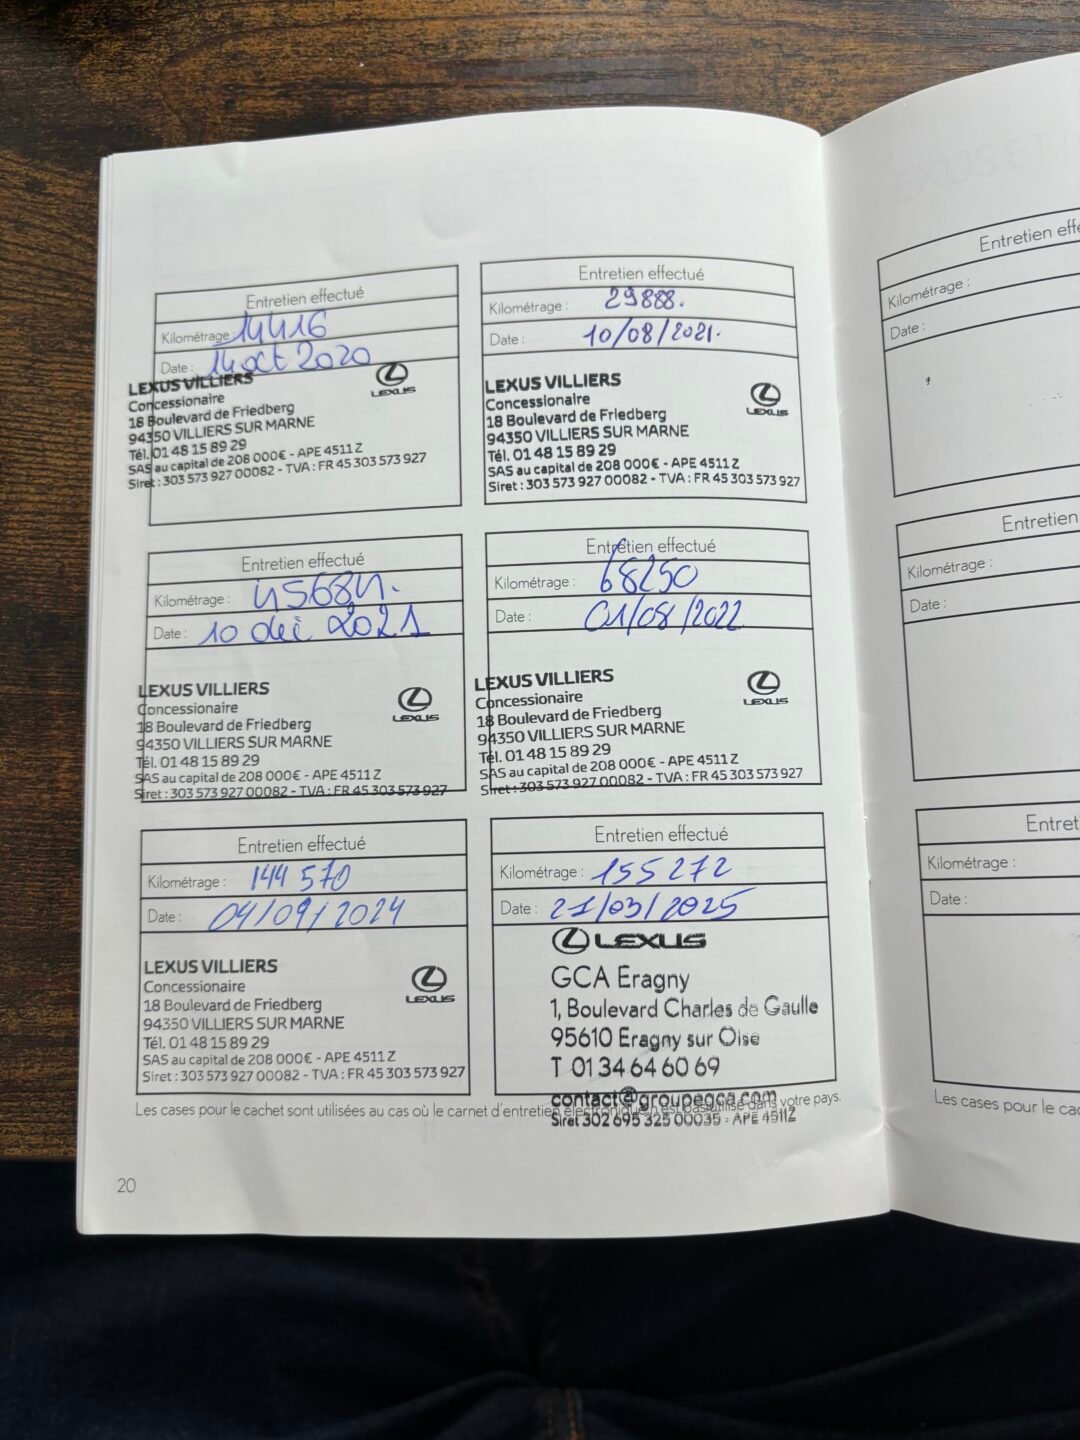 Entretien effectué
Kilométrage : 14416
Date : 14 oct 2020
LEXUS VILLIERS
Concessionaire
18 Boulevard de Friedberg
94350 VILLIERS SUR MARNE
Tél. 01 48 15 89 29
SAS au capital de 208 000€ - APE 4511 Z
Siret : 303 573 927 00082 - TVA : FR 45 303 573 927
LEXUS
Entretien effectué
Kilométrage : 29888.
Date : 10/08/2021.
LEXUS VILLIERS
Concessionaire
18 Boulevard de Friedberg
94350 VILLIERS SUR MARNE
Tél. 01 48 15 89 29
SAS au capital de 208 000€ - APE 4511 Z
Siret : 303 573 927 00082 - TVA : FR 45 303 573 927
LEXUS
Entretien effectué
Kilométrage : 45684.
Date : 10 dec 2021
LEXUS VILLIERS
Concessionaire
18 Boulevard de Friedberg
94350 VILLIERS SUR MARNE
Tél. 01 48 15 89 29
SAS au capital de 208 000€ - APE 4511 Z
Siret : 303 573 927 00082 - TVA : FR 45 303 573 927
LEXUS
Entretien effectué
Kilométrage : 68250
Date : 01/08/2022
LEXUS VILLIERS
Concessionaire
18 Boulevard de Friedberg
94350 VILLIERS SUR MARNE
Tél. 01 48 15 89 29
SAS au capital de 208 000€ - APE 4511 Z
Siret : 303 573 927 00082 - TVA : FR 45 303 573 927
LEXUS
Entretien effectué
Kilométrage : 144 570
Date : 04/09/2024
LEXUS VILLIERS
Concessionaire
18 Boulevard de Friedberg
94350 VILLIERS SUR MARNE
Tél. 01 48 15 89 29
SAS au capital de 208 000€ - APE 4511 Z
Siret : 303 573 927 00082 - TVA : FR 45 303 573 927
LEXUS
Entretien effectué
Kilométrage : 155 272
Date : 21/03/2025
LEXUS
GCA Eragny
1, Boulevard Charles de Gaulle
95610 Eragny sur Oise
T 01 34 64 60 69
contact@groupegca.com
Siret 302 695 325 00035 - APE 4511Z
Les cases pour le cachet sont utilisées au cas où le carnet d'entretien électronique n'est pas utilisé dans votre pays.
20
Entretien effe
Kilométrage :
Date :
Entretien
Kilométrage :
Date :
Entret
Kilométrage :
Date :
Les cases pour le cac